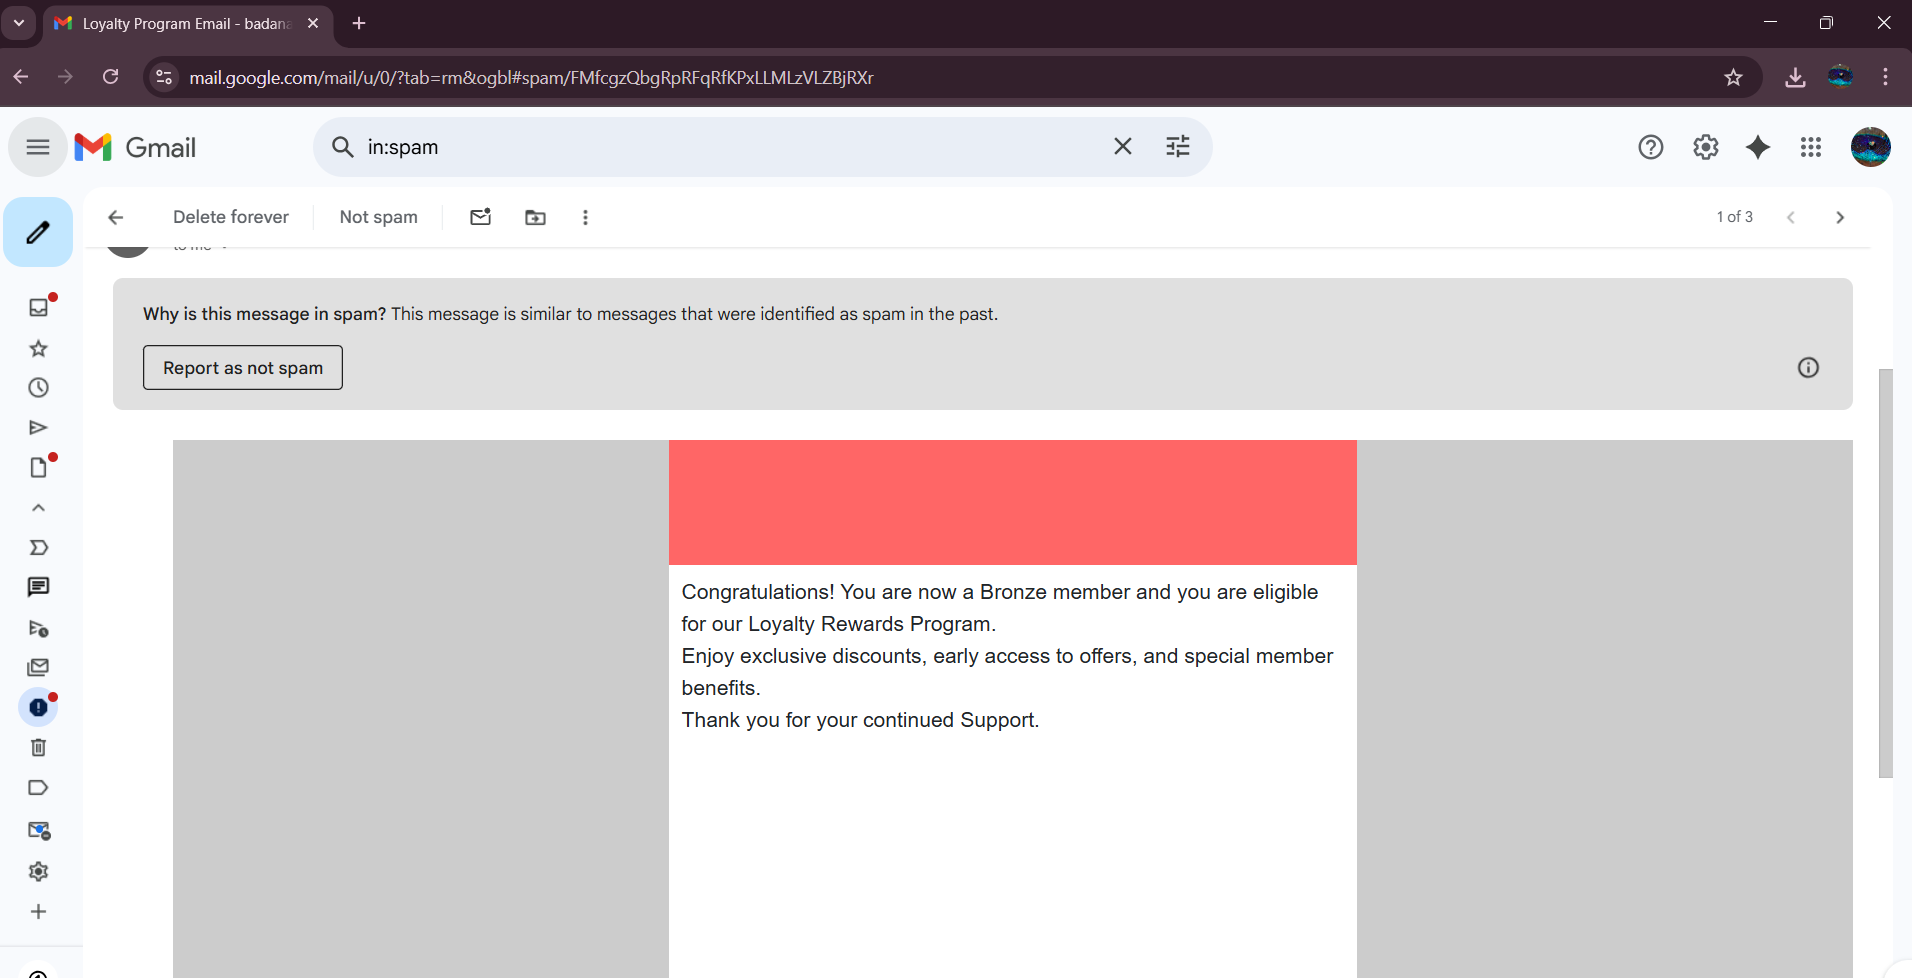 Loyalty Program Email - badana
mail.google.com/mail/u/0/?tab=rm&ogbl#spam/FMfcgzQbgRpRFqRfKPxLLMLzVLZBjRXr
Gmail
in:spam
Delete forever
Not spam
1 of 3
to me
Why is this message in spam? This message is similar to messages that were identified as spam in the past.
Report as not spam
Congratulations! You are now a Bronze member and you are eligible
for our Loyalty Rewards Program.
Enjoy exclusive discounts, early access to offers, and special member
benefits.
Thank you for your continued Support.